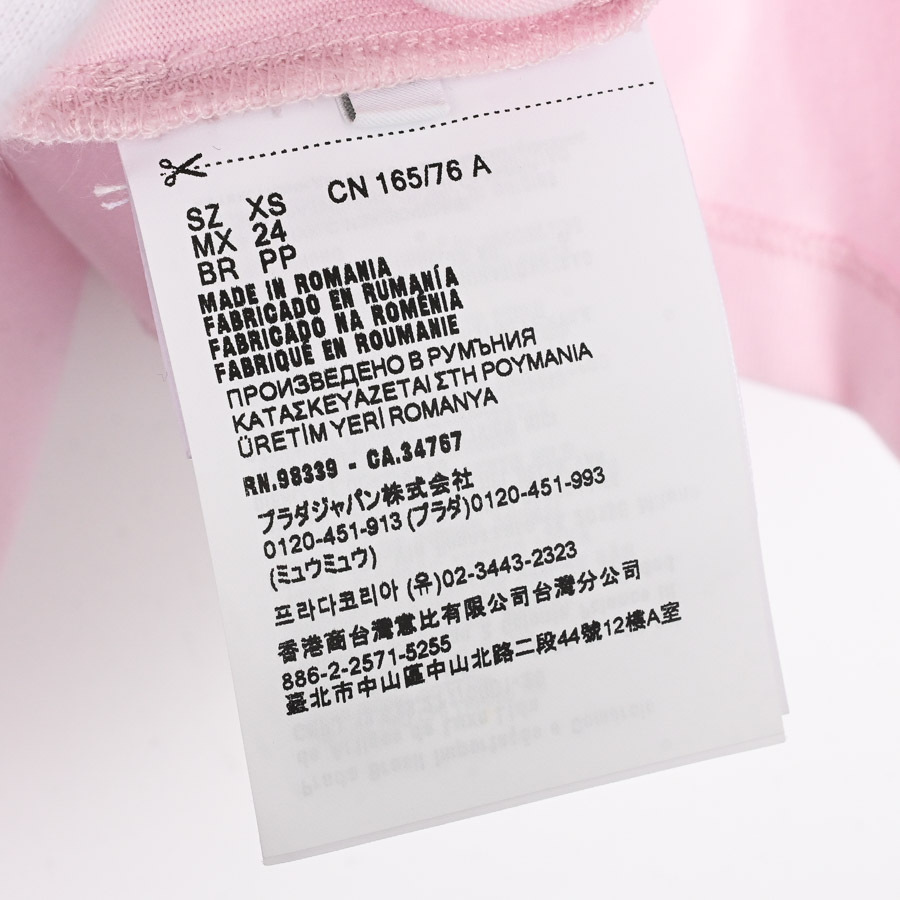 SZ XS CN 165/76 A
MX 24
BR PP
MADE IN ROMANIA
FABRICADO EN RUMANÍA
FABRICADO NA ROMÉNIA
FABRIQUÉ EN ROUMANIE
ПРОИЗВЕДЕНО В РУМЪНИЯ
ΚΑΤΑΣΚΕΥΑΖΕΤΑΙ ΣΤΗ ΡΟΥΜΑΝΙΑ
ÜRETİM YERİ ROMANYA
RN.98339 - CA.34767
プラダジャパン株式会社
0120-451-913 (プラダ)0120-451-993
(ミュウミュウ)
프라다코리아 (유)02-3443-2323
香港商台灣意比有限公司台灣分公司
886-2-2571-5255
臺北市中山區中山北路二段44號12樓A室